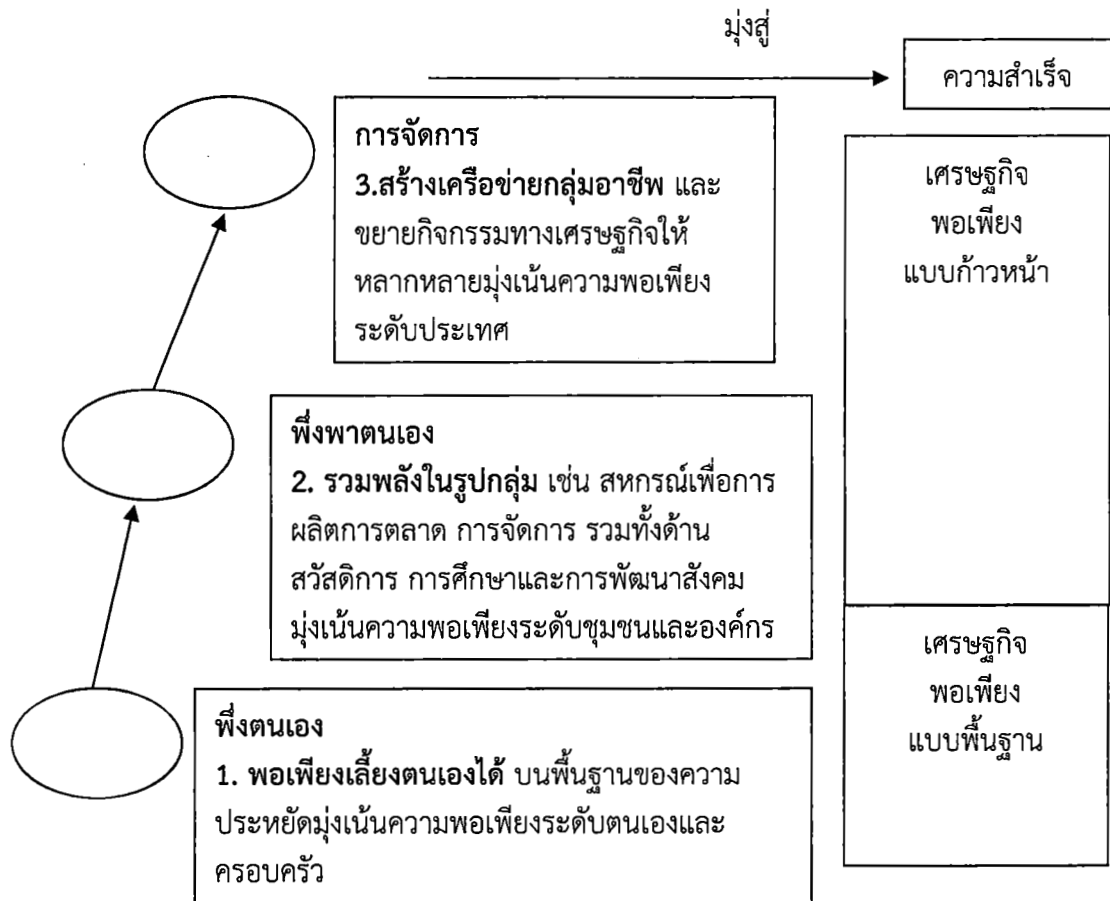 มุ่งสู่
ความสำเร็จ
การจัดการ
3.สร้างเครือข่ายกลุ่มอาชีพ และ
ขยายกิจกรรมทางเศรษฐกิจให้
หลากหลายมุ่งเน้นความพอเพียง
ระดับประเทศ
เศรษฐกิจ
พอเพียง
แบบก้าวหน้า
พึ่งพาตนเอง
2. รวมพลังในรูปกลุ่ม เช่น สหกรณ์เพื่อการ
ผลิตการตลาด การจัดการ รวมทั้งด้าน
สวัสดิการ การศึกษาและการพัฒนาสังคม
มุ่งเน้นความพอเพียงระดับชุมชนและองค์กร
เศรษฐกิจ
พอเพียง
แบบพื้นฐาน
พึ่งตนเอง
1. พอเพียงเลี้ยงตนเองได้ บนพื้นฐานของความ
ประหยัดมุ่งเน้นความพอเพียงระดับตนเองและ
ครอบครัว